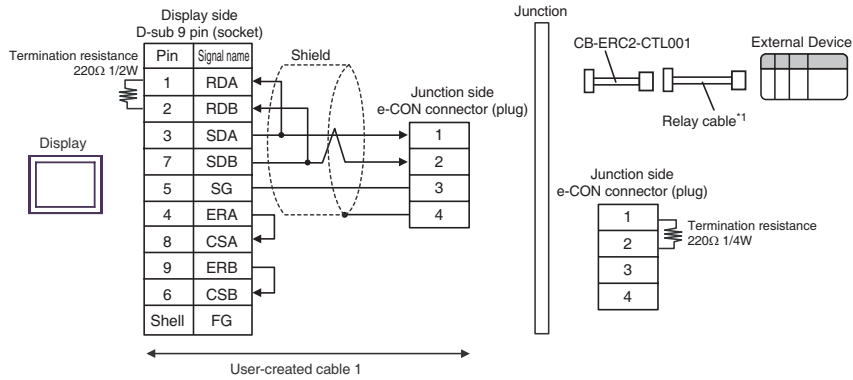 Display side
D-sub 9 pin (socket)
Termination resistance
220Ω 1/2W
Pin Signal name
1 RDA
2 RDB
3 SDA
7 SDB
5 SG
4 ERA
8 CSA
9 ERB
6 CSB
Shell FG
Display
Shield
Junction side
e-CON connector (plug)
1
2
3
4
User-created cable 1
Junction
CB-ERC2-CTL001
External Device
Relay cable*1
Junction side
e-CON connector (plug)
1
2
3
4
Termination resistance
220Ω 1/4W